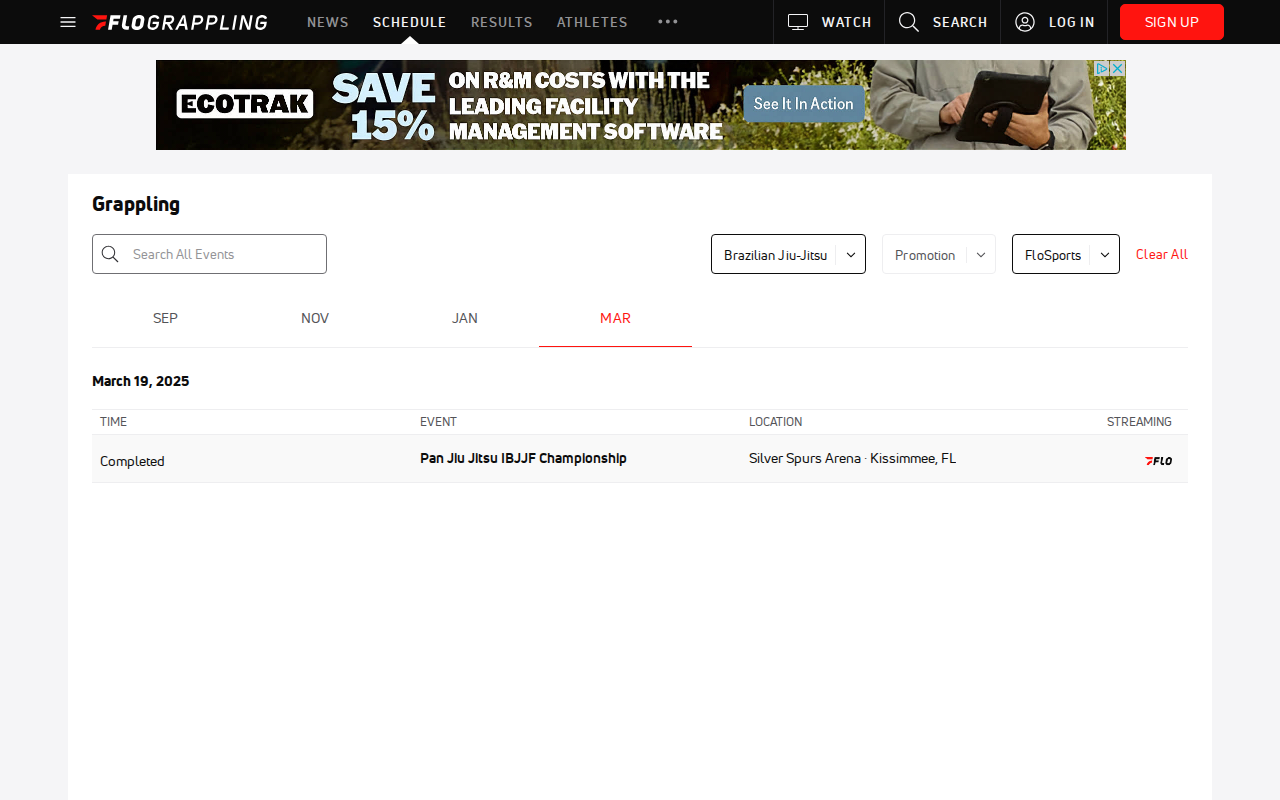 FLOGRAPPLING
NEWS
SCHEDULE
RESULTS
ATHLETES
WATCH
SEARCH
LOG IN
SIGN UP
ECOTRAK
SAVE 15%
ON R&M COSTS WITH THE
LEADING FACILITY
MANAGEMENT SOFTWARE
See It In Action
Grappling
Search All Events
Brazilian Jiu-Jitsu
Promotion
FloSports
Clear All
SEP
NOV
JAN
MAR
March 19, 2025
TIME EVENT LOCATION STREAMING
Completed Pan Jiu Jitsu IBJJF Championship Silver Spurs Arena · Kissimmee, FL FLO